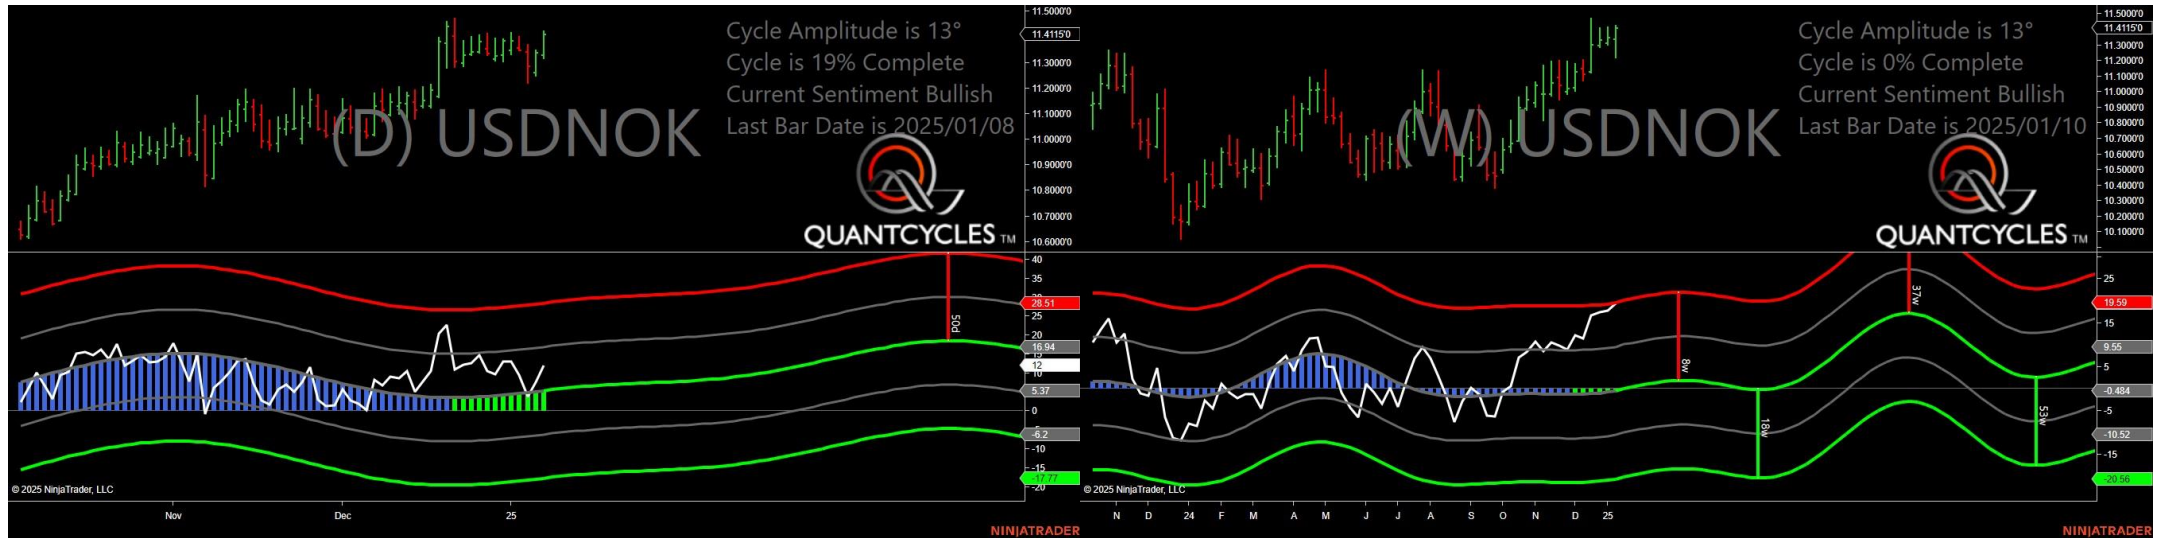 Cycle Amplitude is 13°
Cycle is 19% Complete
Current Sentiment Bullish
Last Bar Date is 2025/01/08
(D) USDNOK
QUANTCYCLES TM
11.5000'0
11.4115'0
11.3000'0
11.2000'0
11.1000'0
11.0000'0
10.9000'0
10.8000'0
10.7000'0
10.6000'0
40
35
28.51
25
20
16.94
12
10
5.37
0
-6.2
-10
-15
-17.77
-20
50d
© 2025 NinjaTrader, LLC
Nov Dec 25
NINJATRADER
Cycle Amplitude is 13°
Cycle is 0% Complete
Current Sentiment Bullish
Last Bar Date is 2025/01/10
(W) USDNOK
QUANTCYCLES TM
11.5000'0
11.4115'0
11.3000'0
11.2000'0
11.1000'0
11.0000'0
10.9000'0
10.8000'0
10.7000'0
10.6000'0
10.5000'0
10.4000'0
10.3000'0
10.2000'0
10.1000'0
25
19.59
15
9.55
5
-0.484
-5
-10.52
-15
-20.56
8w
18w
37w
53w
© 2025 NinjaTrader, LLC
N D 24 F M A M J J A S O N D 25
NINJATRADER